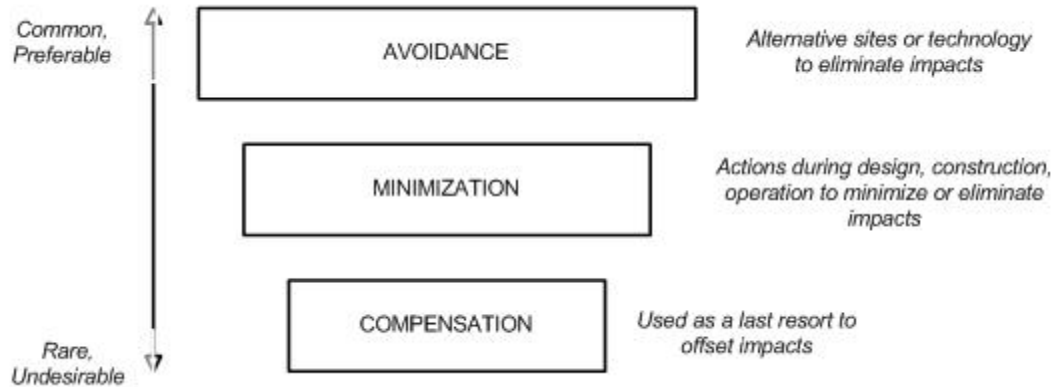 Common,
Preferable
AVOIDANCE
Alternative sites or technology
to eliminate impacts
MINIMIZATION
Actions during design, construction,
operation to minimize or eliminate
impacts
COMPENSATION
Used as a last resort to
offset impacts
Rare,
Undesirable